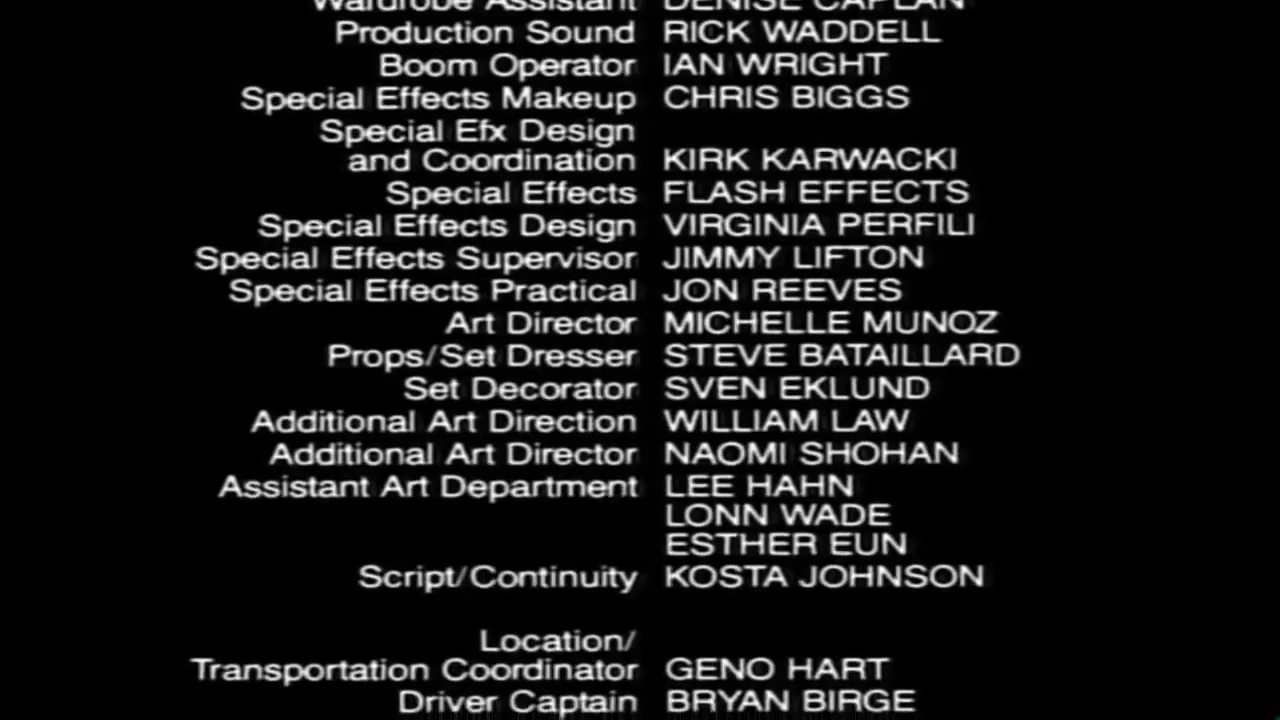 Wardrobe Assistant DENISE CAPLAN
Production Sound RICK WADDELL
Boom Operator IAN WRIGHT
Special Effects Makeup CHRIS BIGGS
Special Efx Design
and Coordination KIRK KARWACKI
Special Effects FLASH EFFECTS
Special Effects Design VIRGINIA PERFILI
Special Effects Supervisor JIMMY LIFTON
Special Effects Practical JON REEVES
Art Director MICHELLE MUNOZ
Props/Set Dresser STEVE BATAILLARD
Set Decorator SVEN EKLUND
Additional Art Direction WILLIAM LAW
Additional Art Director NAOMI SHOHAN
Assistant Art Department LEE HAHN
LONN WADE
ESTHER EUN
Script/Continuity KOSTA JOHNSON
Location/
Transportation Coordinator GENO HART
Driver Captain BRYAN BIRGE